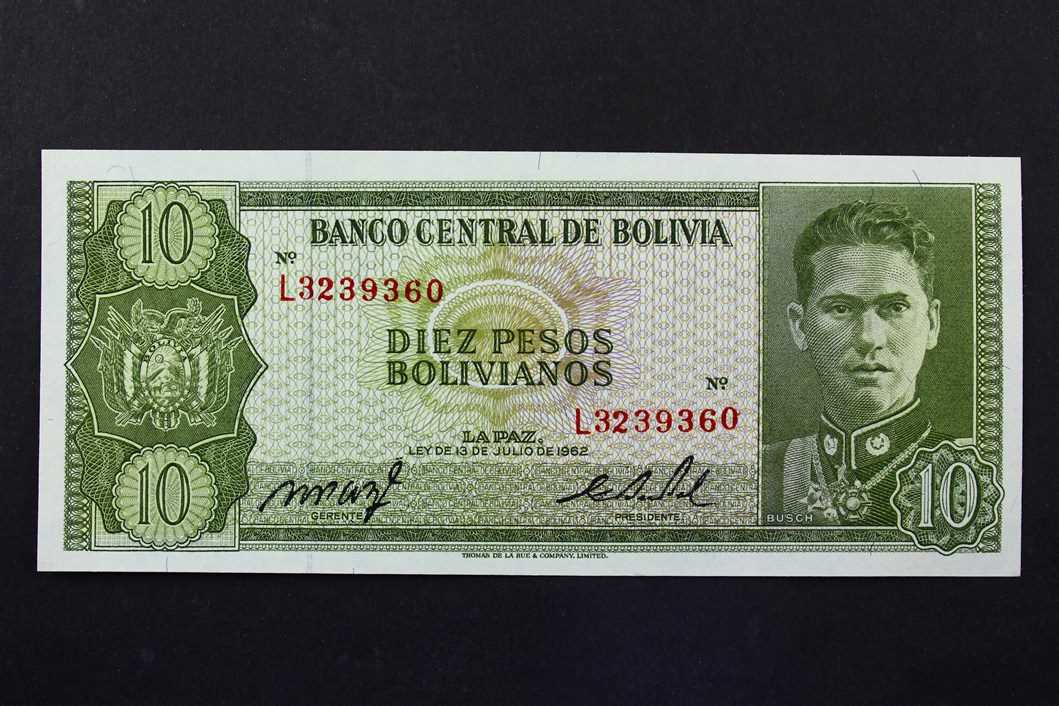 10
BANCO CENTRAL DE BOLIVIA
Nº
L3239360
DIEZ PESOS
BOLIVIANOS
Nº
L3239360
LA PAZ,
LEY DE 13 DE JULIO DE 1962
10
GERENTE
PRESIDENTE
BUSCH
10
THOMAS DE LA RUE & COMPANY, LIMITED.